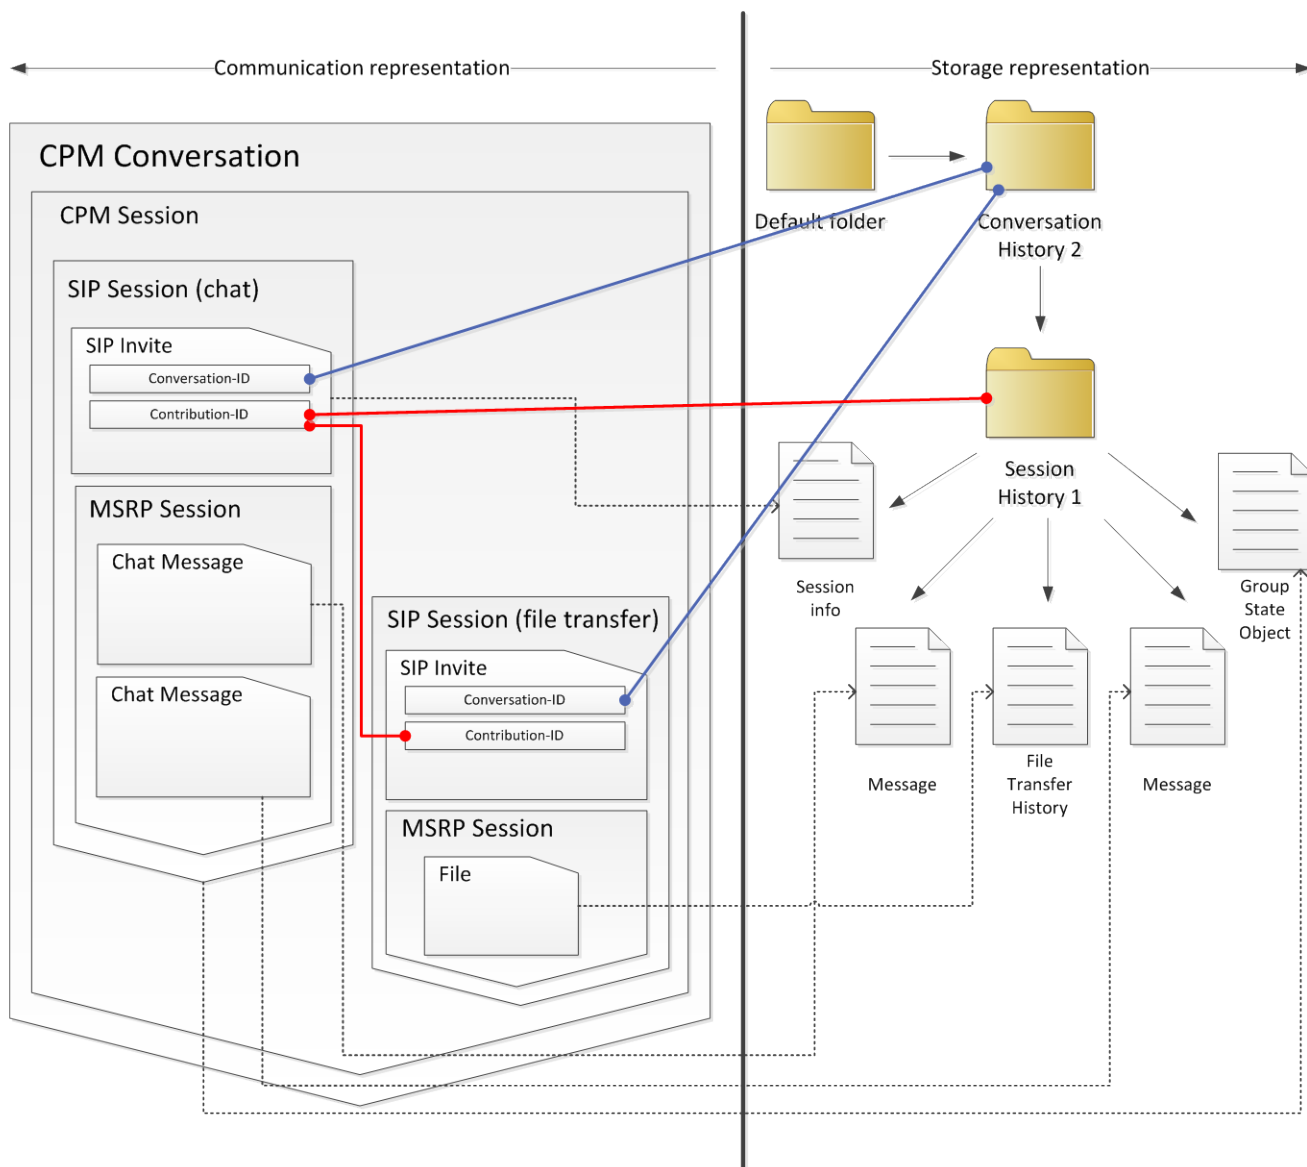 Communication representation
Storage representation
CPM Conversation
CPM Session
SIP Session (chat)
SIP Invite
Conversation-ID
Contribution-ID
MSRP Session
Chat Message
Chat Message
SIP Session (file transfer)
SIP Invite
Conversation-ID
Contribution-ID
MSRP Session
File
Default folder
Conversation
History 2
Session
History 1
Session
info
Group
State
Object
Message
File
Transfer
History
Message